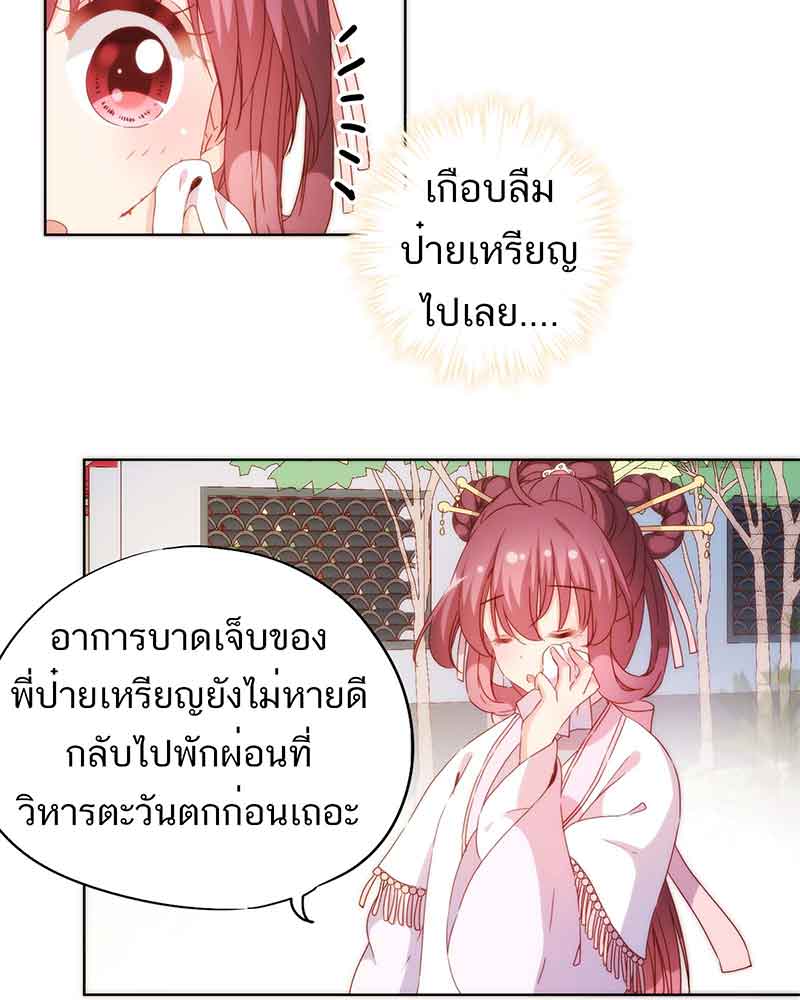 เกือบลืม
ป๋ายเหรียญ
ไปเลย....
อาการบาดเจ็บของ
พี่ป๋ายเหรียญยังไม่หายดี
กลับไปพักผ่อนที่
วิหารตะวันตกก่อนเถอะ